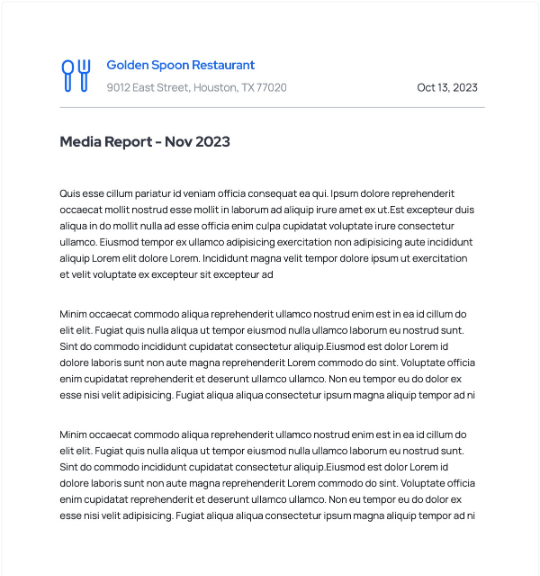 Golden Spoon Restaurant
9012 East Street, Houston, TX 77020
Oct 13, 2023
Media Report - Nov 2023
Quis esse cillum pariatur id veniam officia consequat ea qui. Ipsum dolore reprehenderit
occaecat mollit nostrud esse mollit in laborum ad aliquip irure amet ex ut.Est excepteur duis
aliqua in do mollit nulla ad esse officia enim culpa cupidatat voluptate irure consectetur
ullamco. Eiusmod tempor ex ullamco adipisicing exercitation non adipisicing aute incididunt
aliquip Lorem elit dolore Lorem. Incididunt magna velit tempor dolore ipsum ut exercitation
et velit voluptate ex excepteur sit excepteur ad
Minim occaecat commodo aliqua reprehenderit ullamco nostrud enim est in ea id cillum do
elit elit. Fugiat quis nulla aliqua ut tempor eiusmod nulla ullamco laborum eu nostrud sunt.
Sint do commodo incididunt cupidatat consectetur aliquip.Eiusmod est dolor Lorem id
dolore laboris sunt non aute magna reprehenderit Lorem commodo do sint. Voluptate officia
enim cupidatat reprehenderit et deserunt ullamco ullamco. Non eu tempor eu do dolor ex
esse nisi velit adipisicing. Fugiat aliqua aliqua consectetur ipsum magna aliquip tempor ad ni
Minim occaecat commodo aliqua reprehenderit ullamco nostrud enim est in ea id cillum do
elit elit. Fugiat quis nulla aliqua ut tempor eiusmod nulla ullamco laborum eu nostrud sunt.
Sint do commodo incididunt cupidatat consectetur aliquip.Eiusmod est dolor Lorem id
dolore laboris sunt non aute magna reprehenderit Lorem commodo do sint. Voluptate officia
enim cupidatat reprehenderit et deserunt ullamco ullamco. Non eu tempor eu do dolor ex
esse nisi velit adipisicing. Fugiat aliqua aliqua consectetur ipsum magna aliquip tempor ad ni